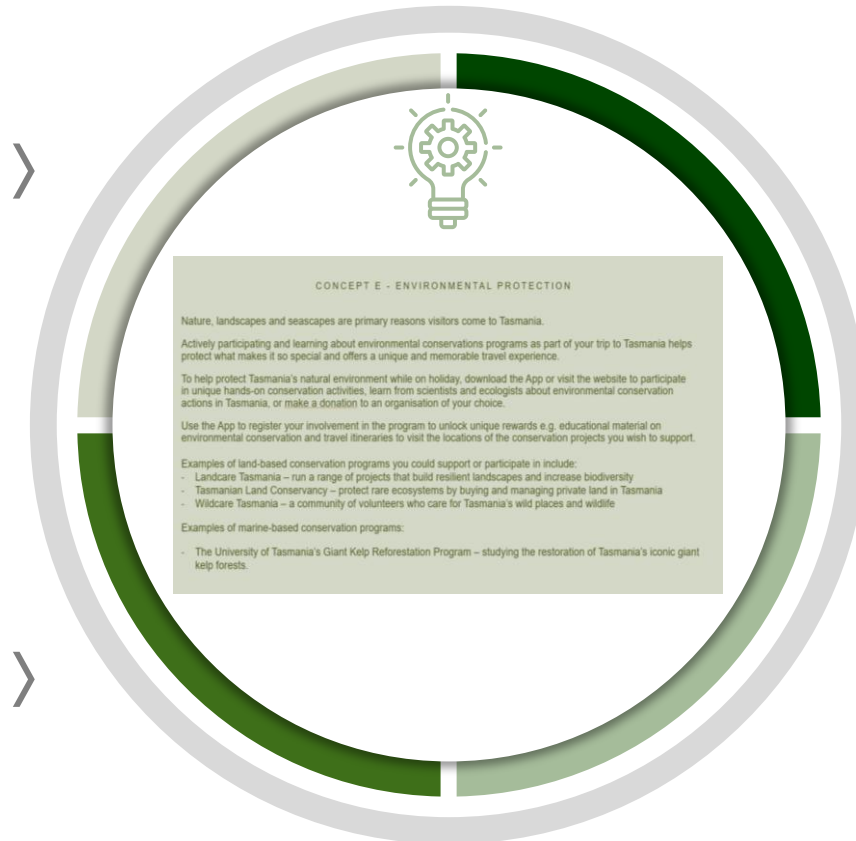 CONCEPT E - ENVIRONMENTAL PROTECTION
Nature, landscapes and seascapes are primary reasons visitors come to Tasmania.
Actively participating and learning about environmental conservations programs as part of your trip to Tasmania helps
protect what makes it so special and offers a unique and memorable travel experience.
To help protect Tasmania's natural environment while on holiday, download the App or visit the website to participate
in unique hands-on conservation activities, learn from scientists and ecologists about environmental conservation
actions in Tasmania, or make a donation to an organisation of your choice.
Use the App to register your involvement in the program to unlock unique rewards e.g. educational material on
environmental conservation and travel itineraries to visit the locations of the conservation projects you wish to support.
Examples of land-based conservation programs you could support or participate in include:
- Landcare Tasmania – run a range of projects that build resilient landscapes and increase biodiversity
- Tasmanian Land Conservancy – protect rare ecosystems by buying and managing private land in Tasmania
- Wildcare Tasmania – a community of volunteers who care for Tasmania's wild places and wildlife
Examples of marine-based conservation programs:
- The University of Tasmania's Giant Kelp Reforestation Program – studying the restoration of Tasmania's iconic giant
kelp forests.